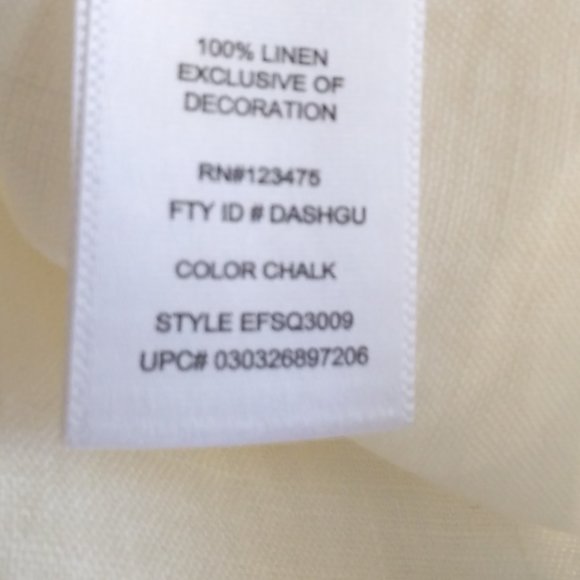 100% LINEN
EXCLUSIVE OF
DECORATION
RN#123475
FTY ID # DASHGU
COLOR CHALK
STYLE EFSQ3009
UPC# 030326897206